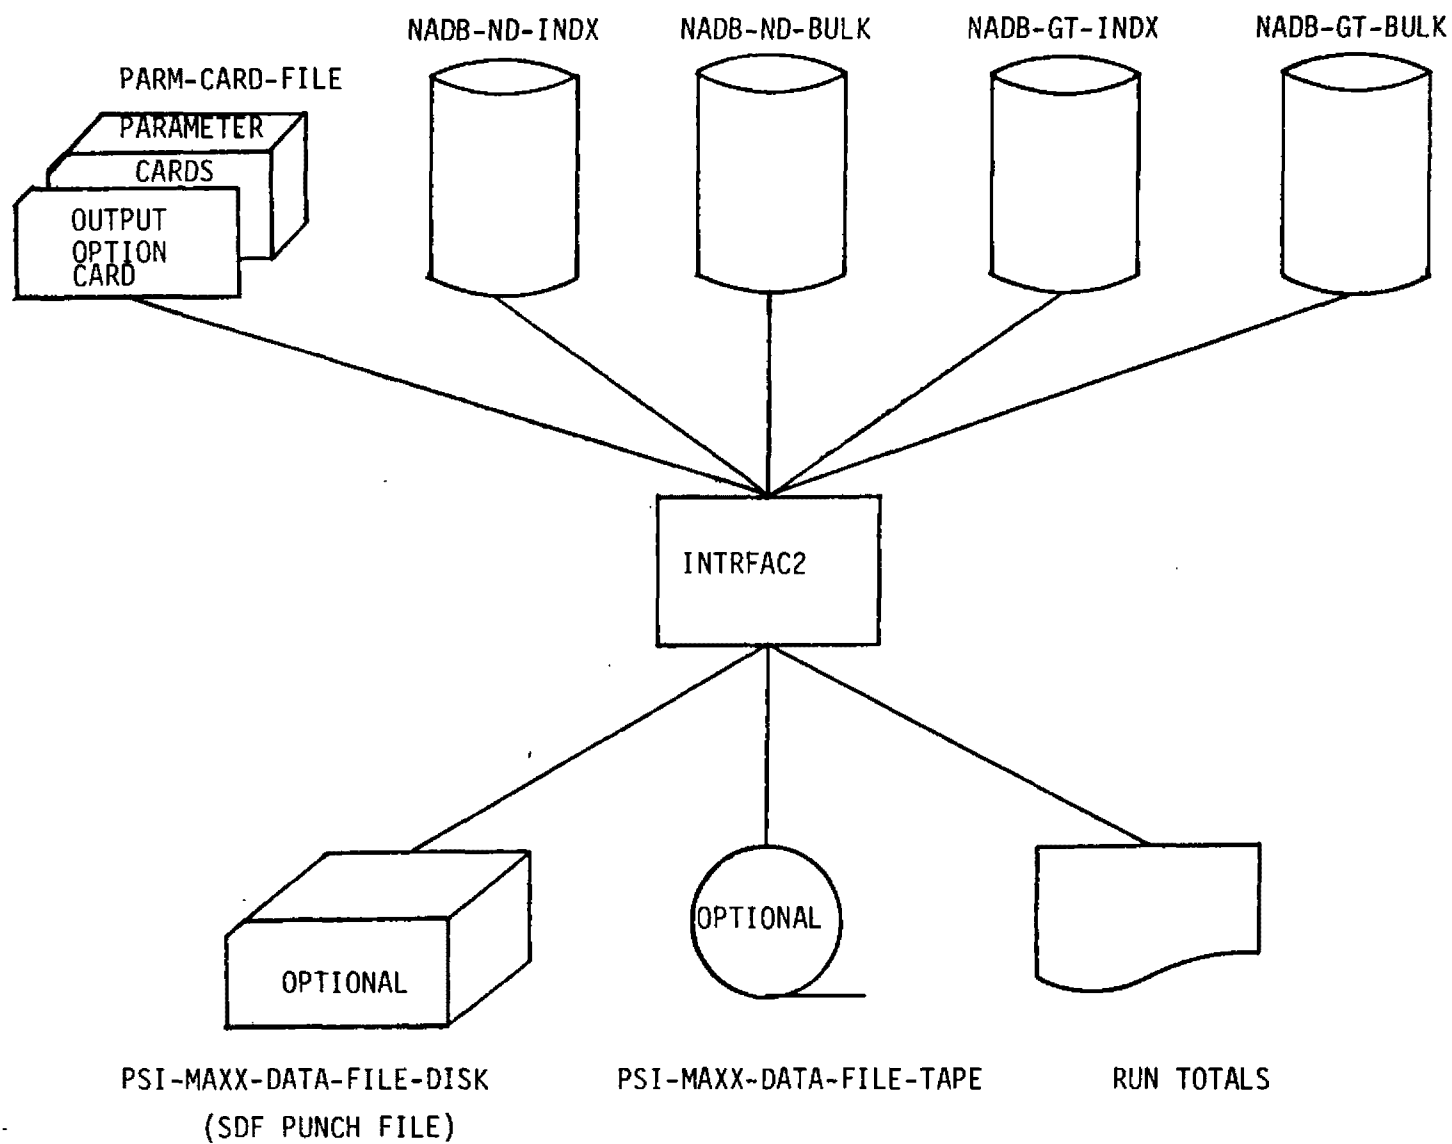 NADB-ND-INDX
NADB-ND-BULK
NADB-GT-INDX
NADB-GT-BULK
PARM-CARD-FILE
PARAMETER
CARDS
OUTPUT
OPTION
CARD
INTRFAC2
OPTIONAL
OPTIONAL
PSI-MAXX-DATA-FILE-DISK
(SDF PUNCH FILE)
PSI-MAXX-DATA-FILE-TAPE
RUN TOTALS